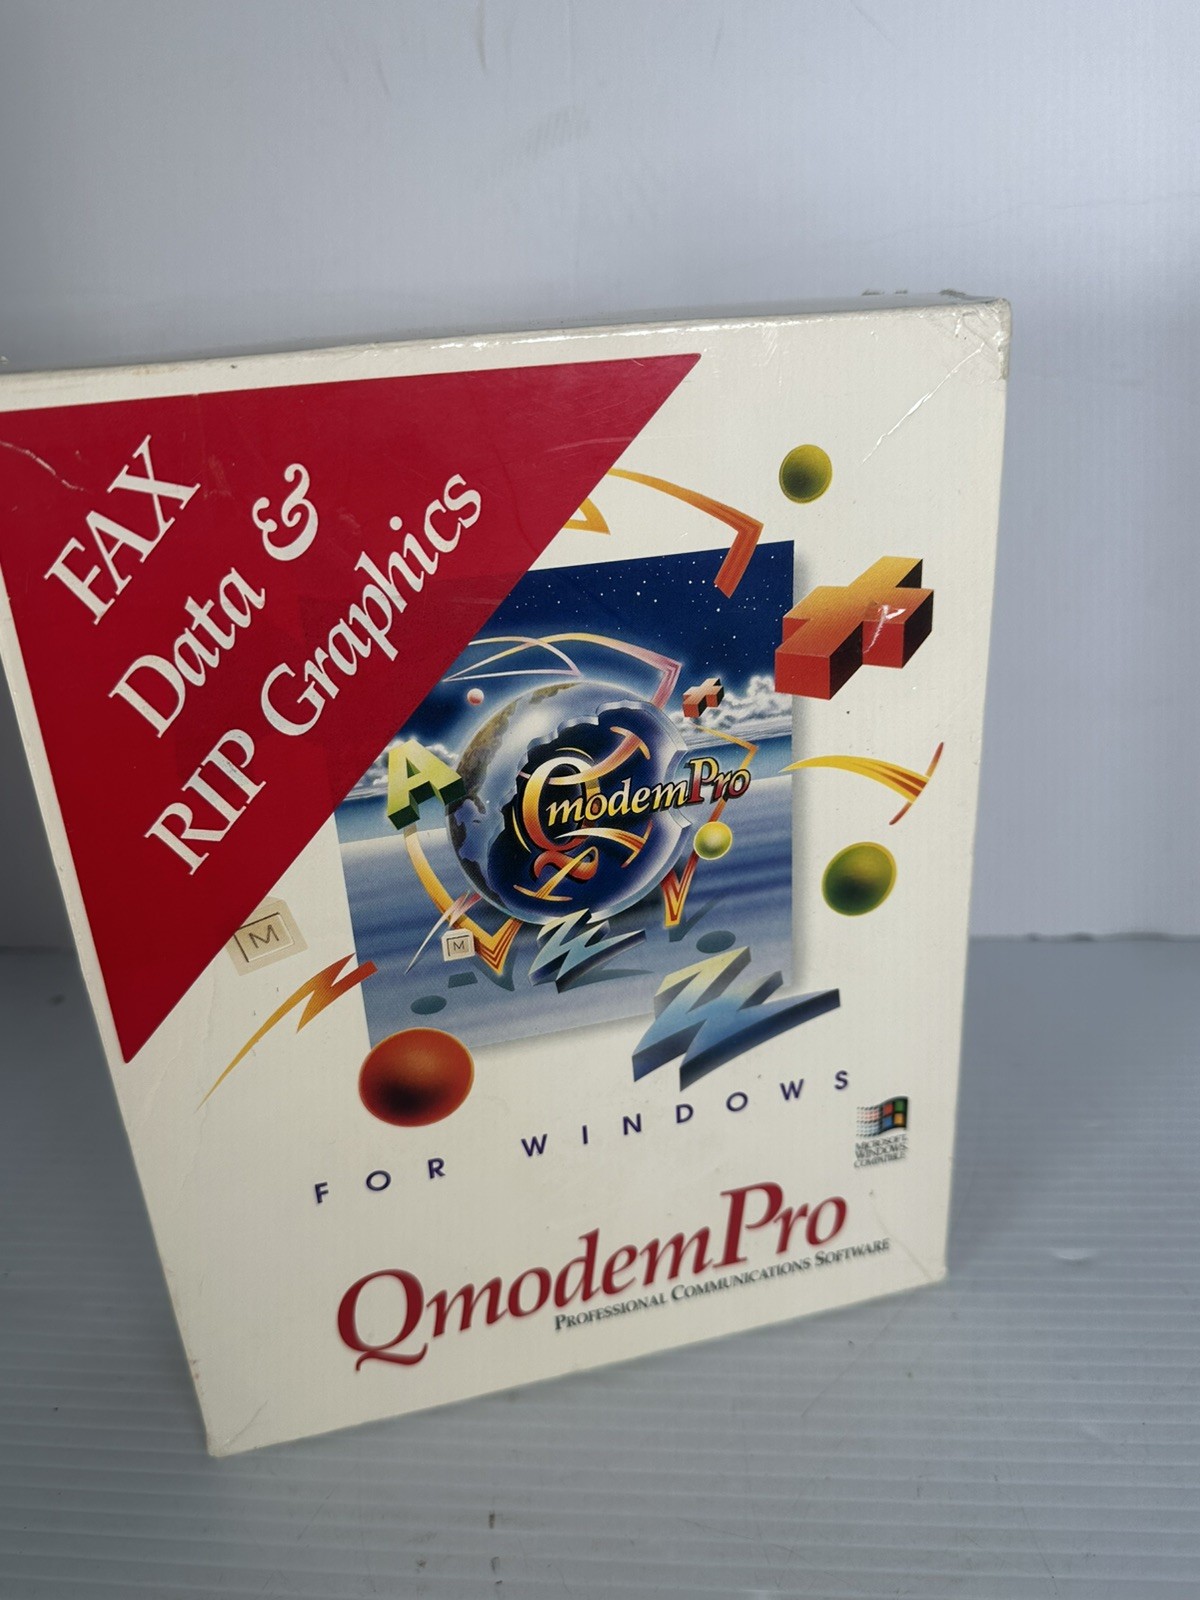 FAX
Data &
RIP Graphics
A
QmodemPro
M
M
FOR WINDOWS
MICROSOFT.
WINDOWS.
COMPATIBLE
QmodemPro
PROFESSIONAL COMMUNICATIONS SOFTWARE